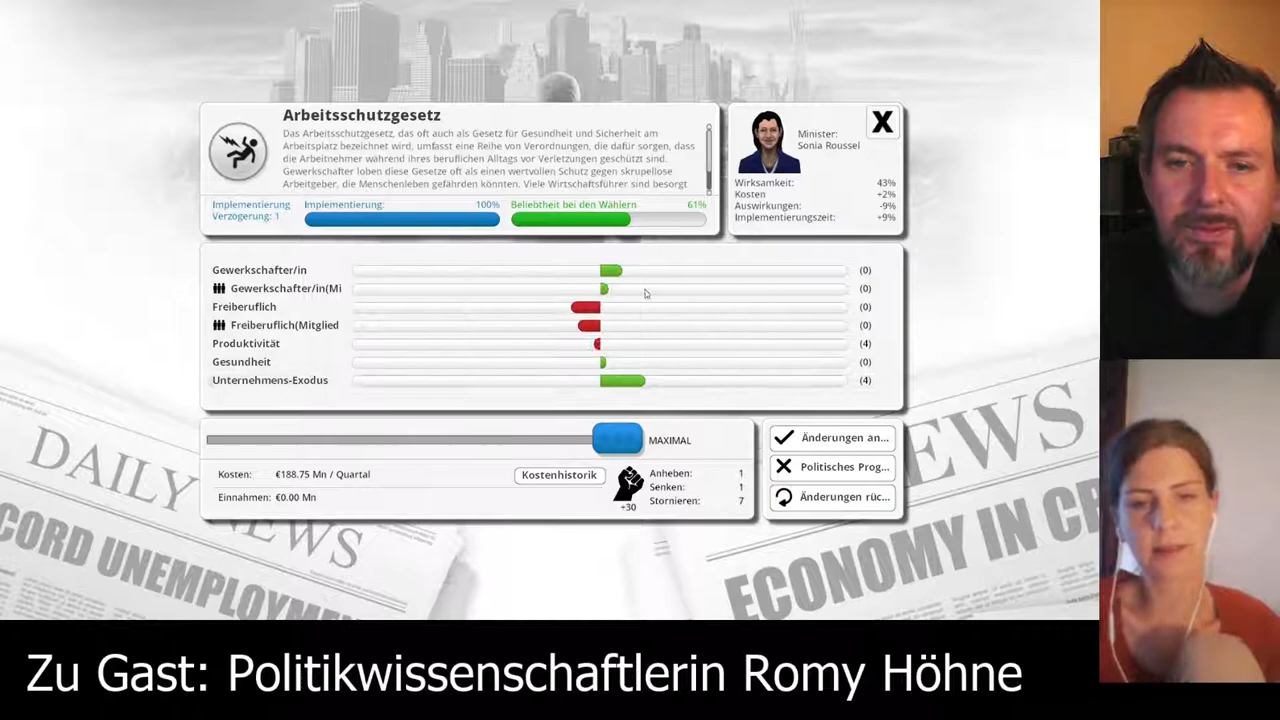 Arbeitsschutzgesetz
Das Arbeitsschutzgesetz, das oft auch als Gesetz für Gesundheit und Sicherheit am
Arbeitsplatz bezeichnet wird, umfasst eine Reihe von Verordnungen, die dafür sorgen, dass
die Arbeitnehmer während ihres beruflichen Alltags vor Verletzungen geschützt sind.
Gewerkschafter loben diese Gesetze oft als einen wertvollen Schutz gegen skrupellose
Arbeitgeber, die Menschenleben gefährden könnten. Viele Wirtschaftsführer sind besorgt
Implementierung
Verzögerung: 1
Implementierung: 100%
Beliebtheit bei den Wählern 61%
X
Minister:
Sonia Roussel
Wirksamkeit: 43%
Kosten +2%
Auswirkungen: -9%
Implementierungszeit: +9%
Gewerkschafter/in (0)
Gewerkschafter/in(Mi (0)
Freiberuflich (0)
Freiberuflich(Mitglied (0)
Produktivität (4)
Gesundheit (0)
Unternehmens-Exodus (4)
MAXIMAL
Kosten: €188.75 Mn / Quartal
Kostenhistorik
Einnahmen: €0.00 Mn
+30
Anheben: 1
Senken: 1
Stornieren: 7
Änderungen an...
Politisches Prog...
Änderungen rüc...
DAILY NEWS
CORD UNEMPLOYME
NEWS
ECONOMY IN CR
Zu Gast: Politikwissenschaftlerin Romy Höhne